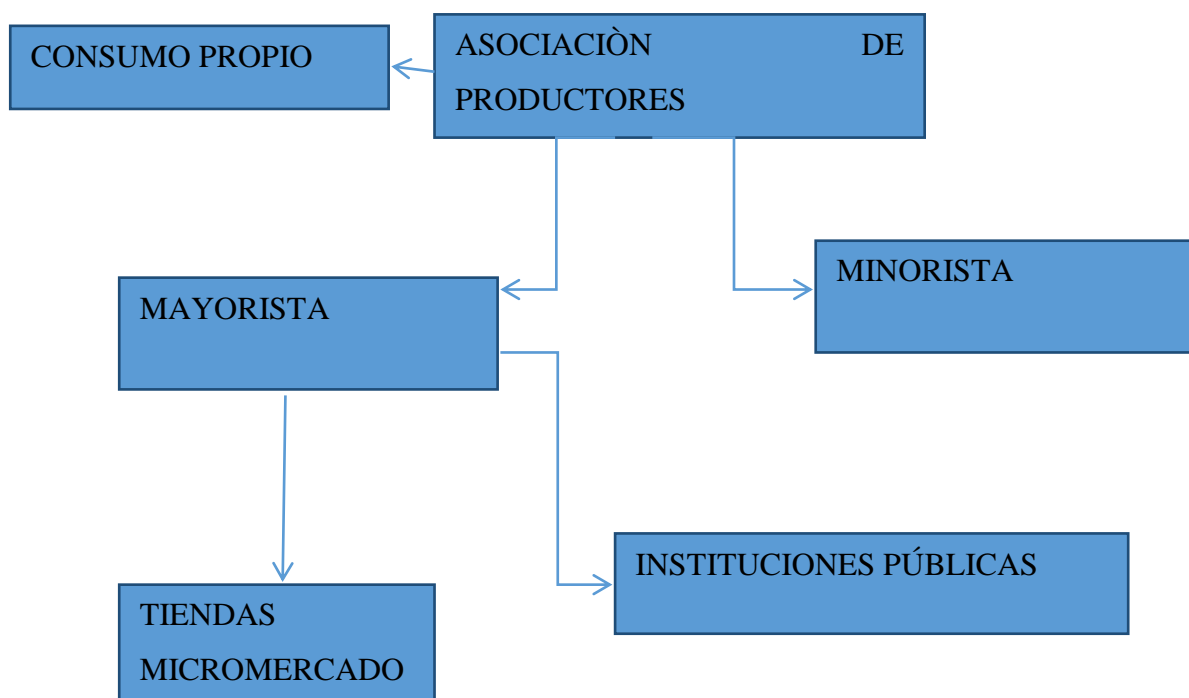 CONSUMO PROPIO
ASOCIACIÒN DE
PRODUCTORES
MINORISTA
MAYORISTA
INSTITUCIONES PÚBLICAS
TIENDAS
MICROMERCADO